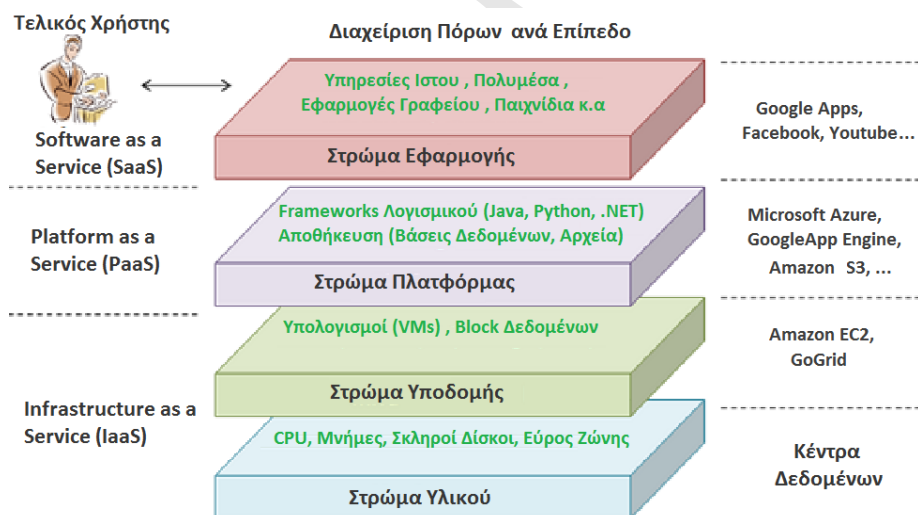 Τελικός Χρήστης
Διαχείριση Πόρων ανά Επίπεδο
Υπηρεσίες Ιστου , Πολυμέσα ,
Εφαρμογές Γραφείου , Παιχνίδια κ.α
Στρώμα Εφαρμογής
Software as a
Service (SaaS)
Google Apps,
Facebook, Youtube...
Frameworks Λογισμικού (Java, Python, .NET)
Αποθήκευση (Βάσεις Δεδομένων, Αρχεία)
Στρώμα Πλατφόρμας
Platform as a
Service (PaaS)
Microsoft Azure,
GoogleApp Engine,
Amazon S3, ...
Υπολογισμοί (VMs) , Block Δεδομένων
Στρώμα Υποδομής
Amazon EC2,
GoGrid
Infrastructure as a
Service (IaaS)
CPU, Μνήμες, Σκληροί Δίσκοι, Εύρος Ζώνης
Στρώμα Υλικού
Κέντρα
Δεδομένων